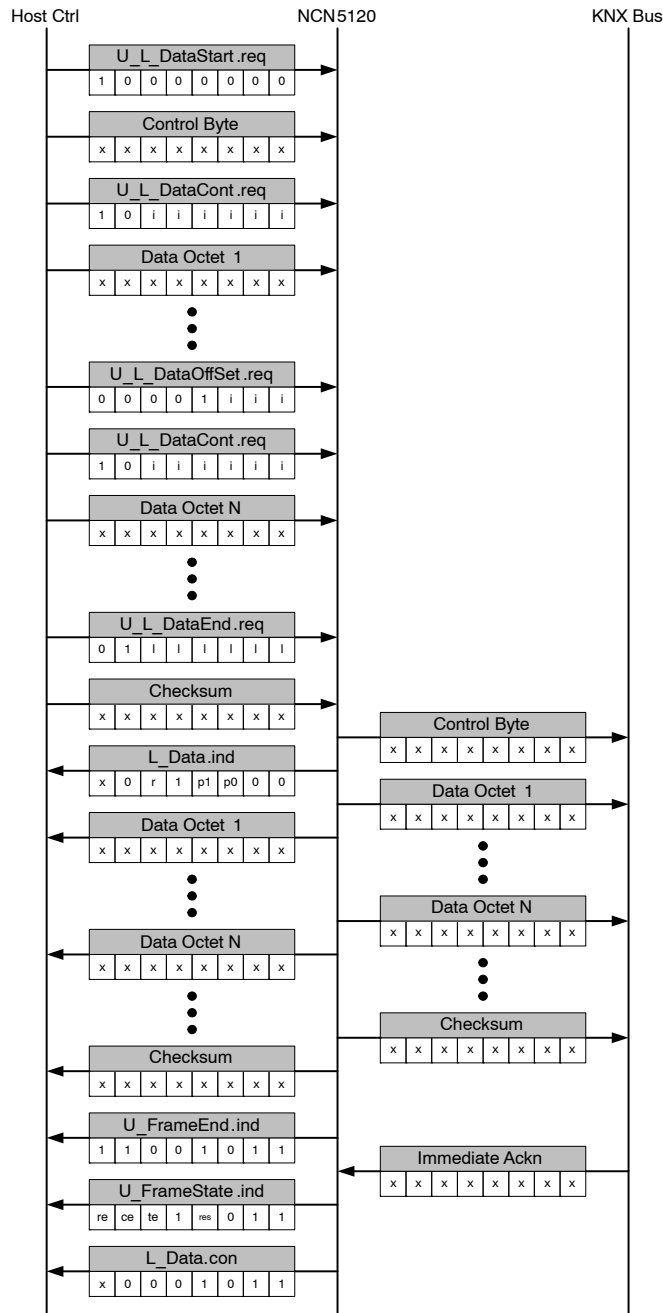 Host Ctrl NCN5120 KNX Bus
U_L_DataStart.req
1 0 0 0 0 0 0 0
Control Byte
x x x x x x x x
U_L_DataCont.req
1 0 i i i i i i
Data Octet 1
x x x x x x x x
U_L_DataOffSet.req
0 0 0 0 1 i i i
U_L_DataCont.req
1 0 i i i i i i
Data Octet N
x x x x x x x x
U_L_DataEnd.req
0 1 l l l l l l
Checksum
x x x x x x x x
Control Byte
x x x x x x x x
L_Data.ind
x 0 r 1 p1 p0 0 0
Data Octet 1
x x x x x x x x
Data Octet 1
x x x x x x x x
Data Octet N
x x x x x x x x
Data Octet N
x x x x x x x x
Checksum
x x x x x x x x
Checksum
x x x x x x x x
U_FrameEnd.ind
1 1 0 0 1 0 1 1
Immediate Ackn
x x x x x x x x
U_FrameState.ind
re ce te 1 res 0 1 1
L_Data.con
x 0 0 0 1 0 1 1